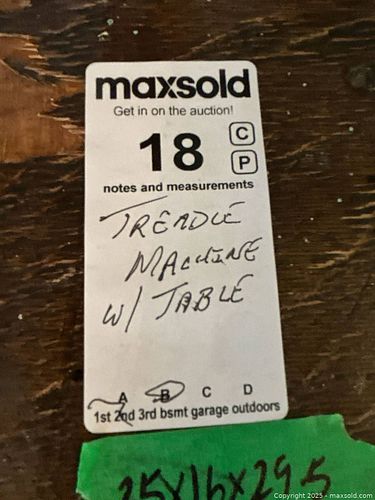 maxsold
Get in on the auction!
18 C
P
notes and measurements
TREADLE
MACHINE
W/ TABLE
A B C D
1st 2nd 3rd bsmt garage outdoors
25x16x29.5
Copyright 2025 - maxsold.com